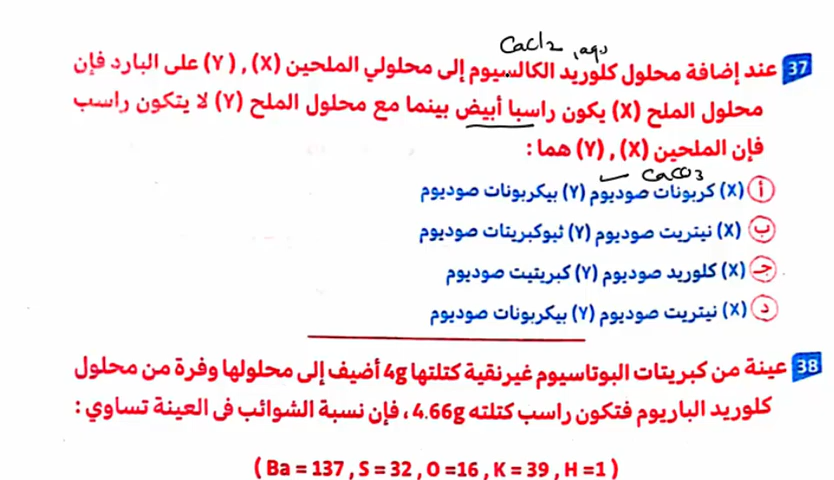 CaCl2 ,aq.
37 عند إضافة محلول كلوريد الكالسيوم إلى محلولي الملحين (X) , (Y) على البارد فإن
محلول الملح (X) يكون راسبا أبيض بينما مع محلول الملح (Y) لا يتكون راسب
فإن الملحين (X) , (Y) هما :
CaCO3
أ (X) كربونات صوديوم (Y) بيكربونات صوديوم
ب (X) نيتريت صوديوم (Y) ثيوكبريتات صوديوم
جـ (X) كلوريد صوديوم (Y) كبريتيت صوديوم
د (X) نيتريت صوديوم (Y) بيكربونات صوديوم
38 عينة من كبريتات البوتاسيوم غيرنقية كتلتها 4g أضيف إلى محلولها وفرة من محلول
كلوريد الباريوم فتكون راسب كتلته 4.66g ، فإن نسبة الشوائب فى العينة تساوي :
( Ba = 137 , S = 32 , O =16 , K = 39 , H =1 )